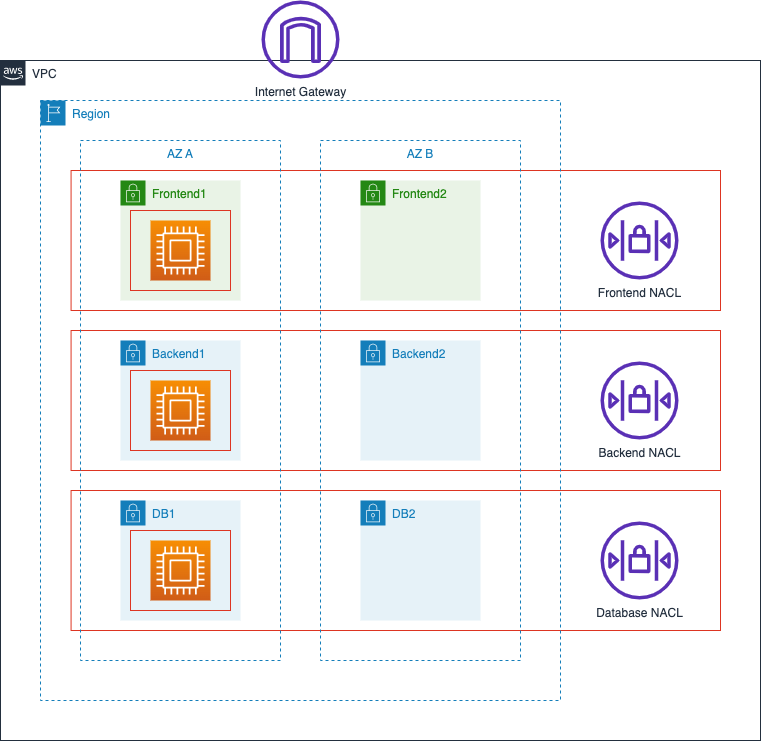 Internet Gateway
aws
VPC
Region
AZ A
AZ B
Frontend1
Frontend2
Frontend NACL
Backend1
Backend2
Backend NACL
DB1
DB2
Database NACL